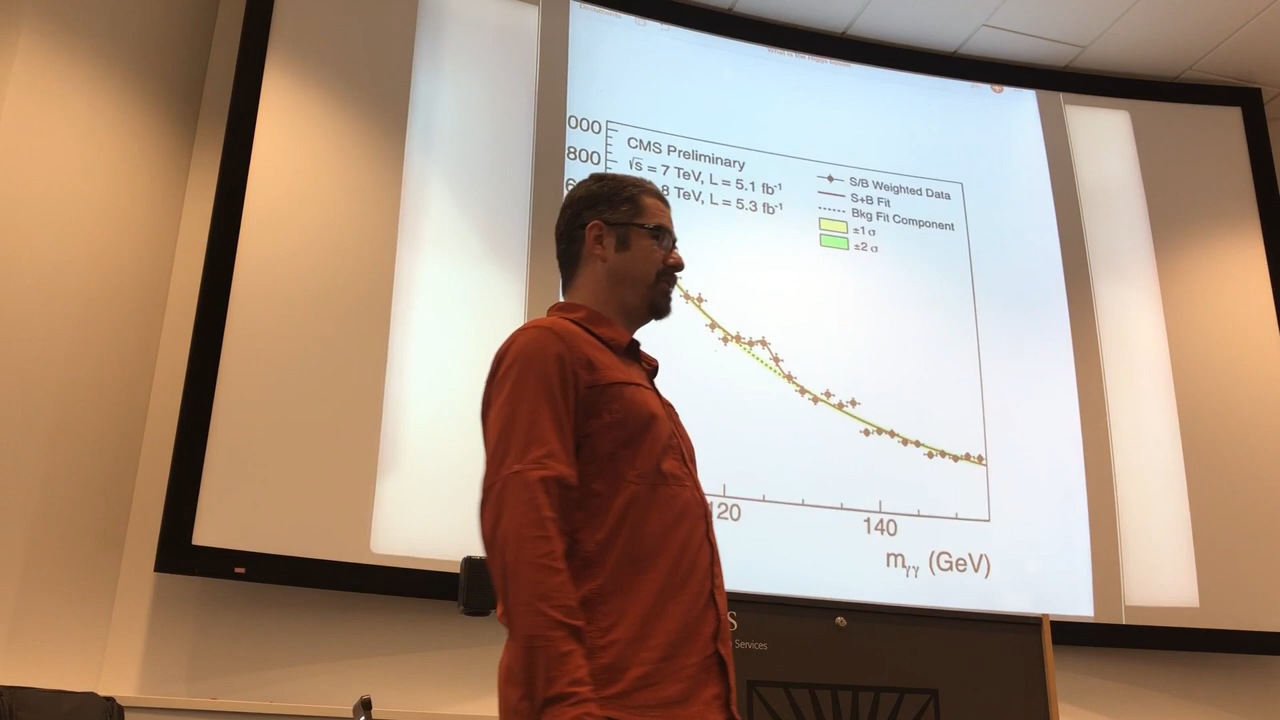 000
CMS Preliminary
800
√s = 7 TeV, L = 5.1 fb-1
8 TeV, L = 5.3 fb-1
S/B Weighted Data
S+B Fit
Bkg Fit Component
±1 σ
±2 σ
120
140
mγγ (GeV)
S
Services